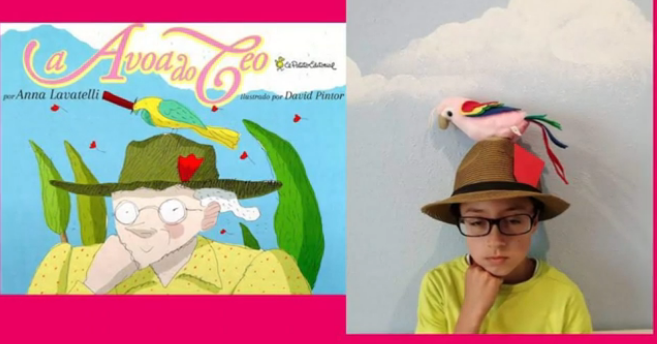 a Avoa do Teo
por Anna Lavatelli
ilustrado por David Pintor